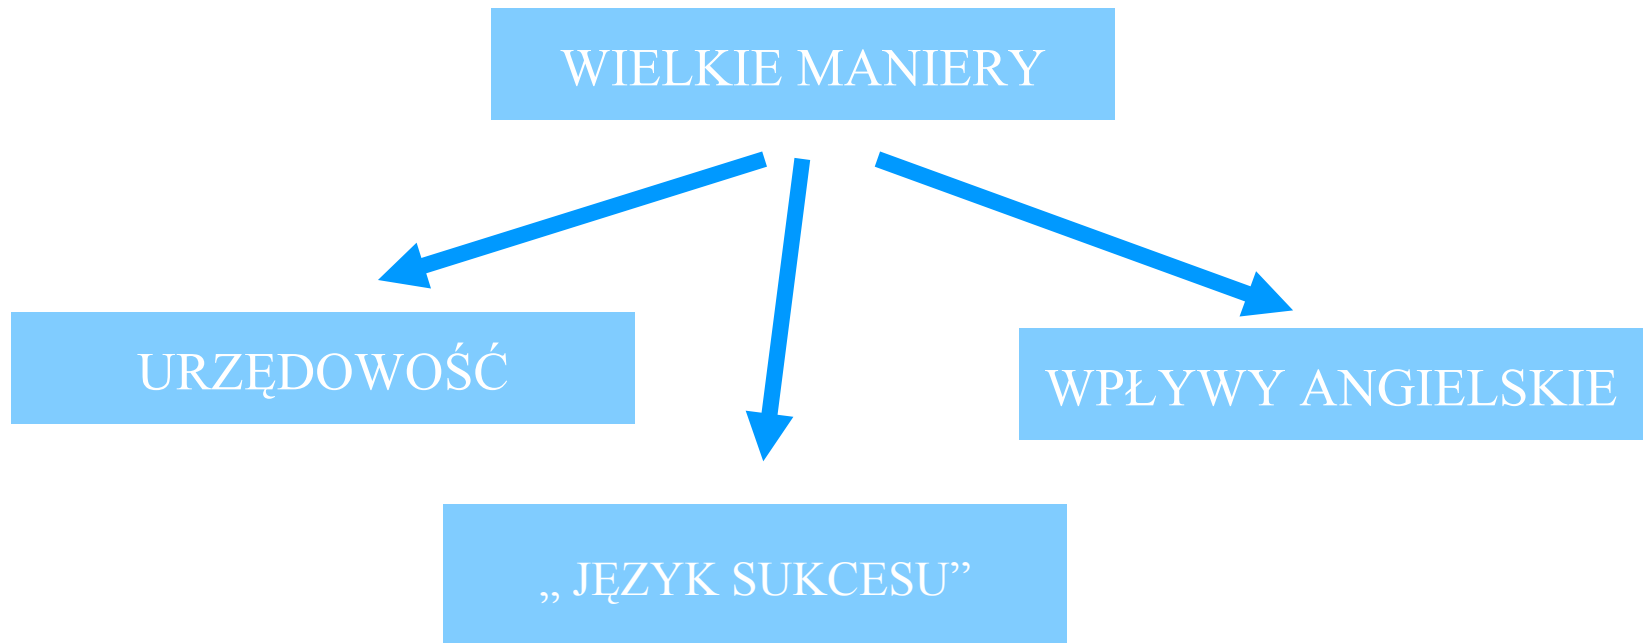 WIELKIE MANIERY
URZĘDOWOŚĆ
WPŁYWY ANGIELSKIE
„ JĘZYK SUKCESU”